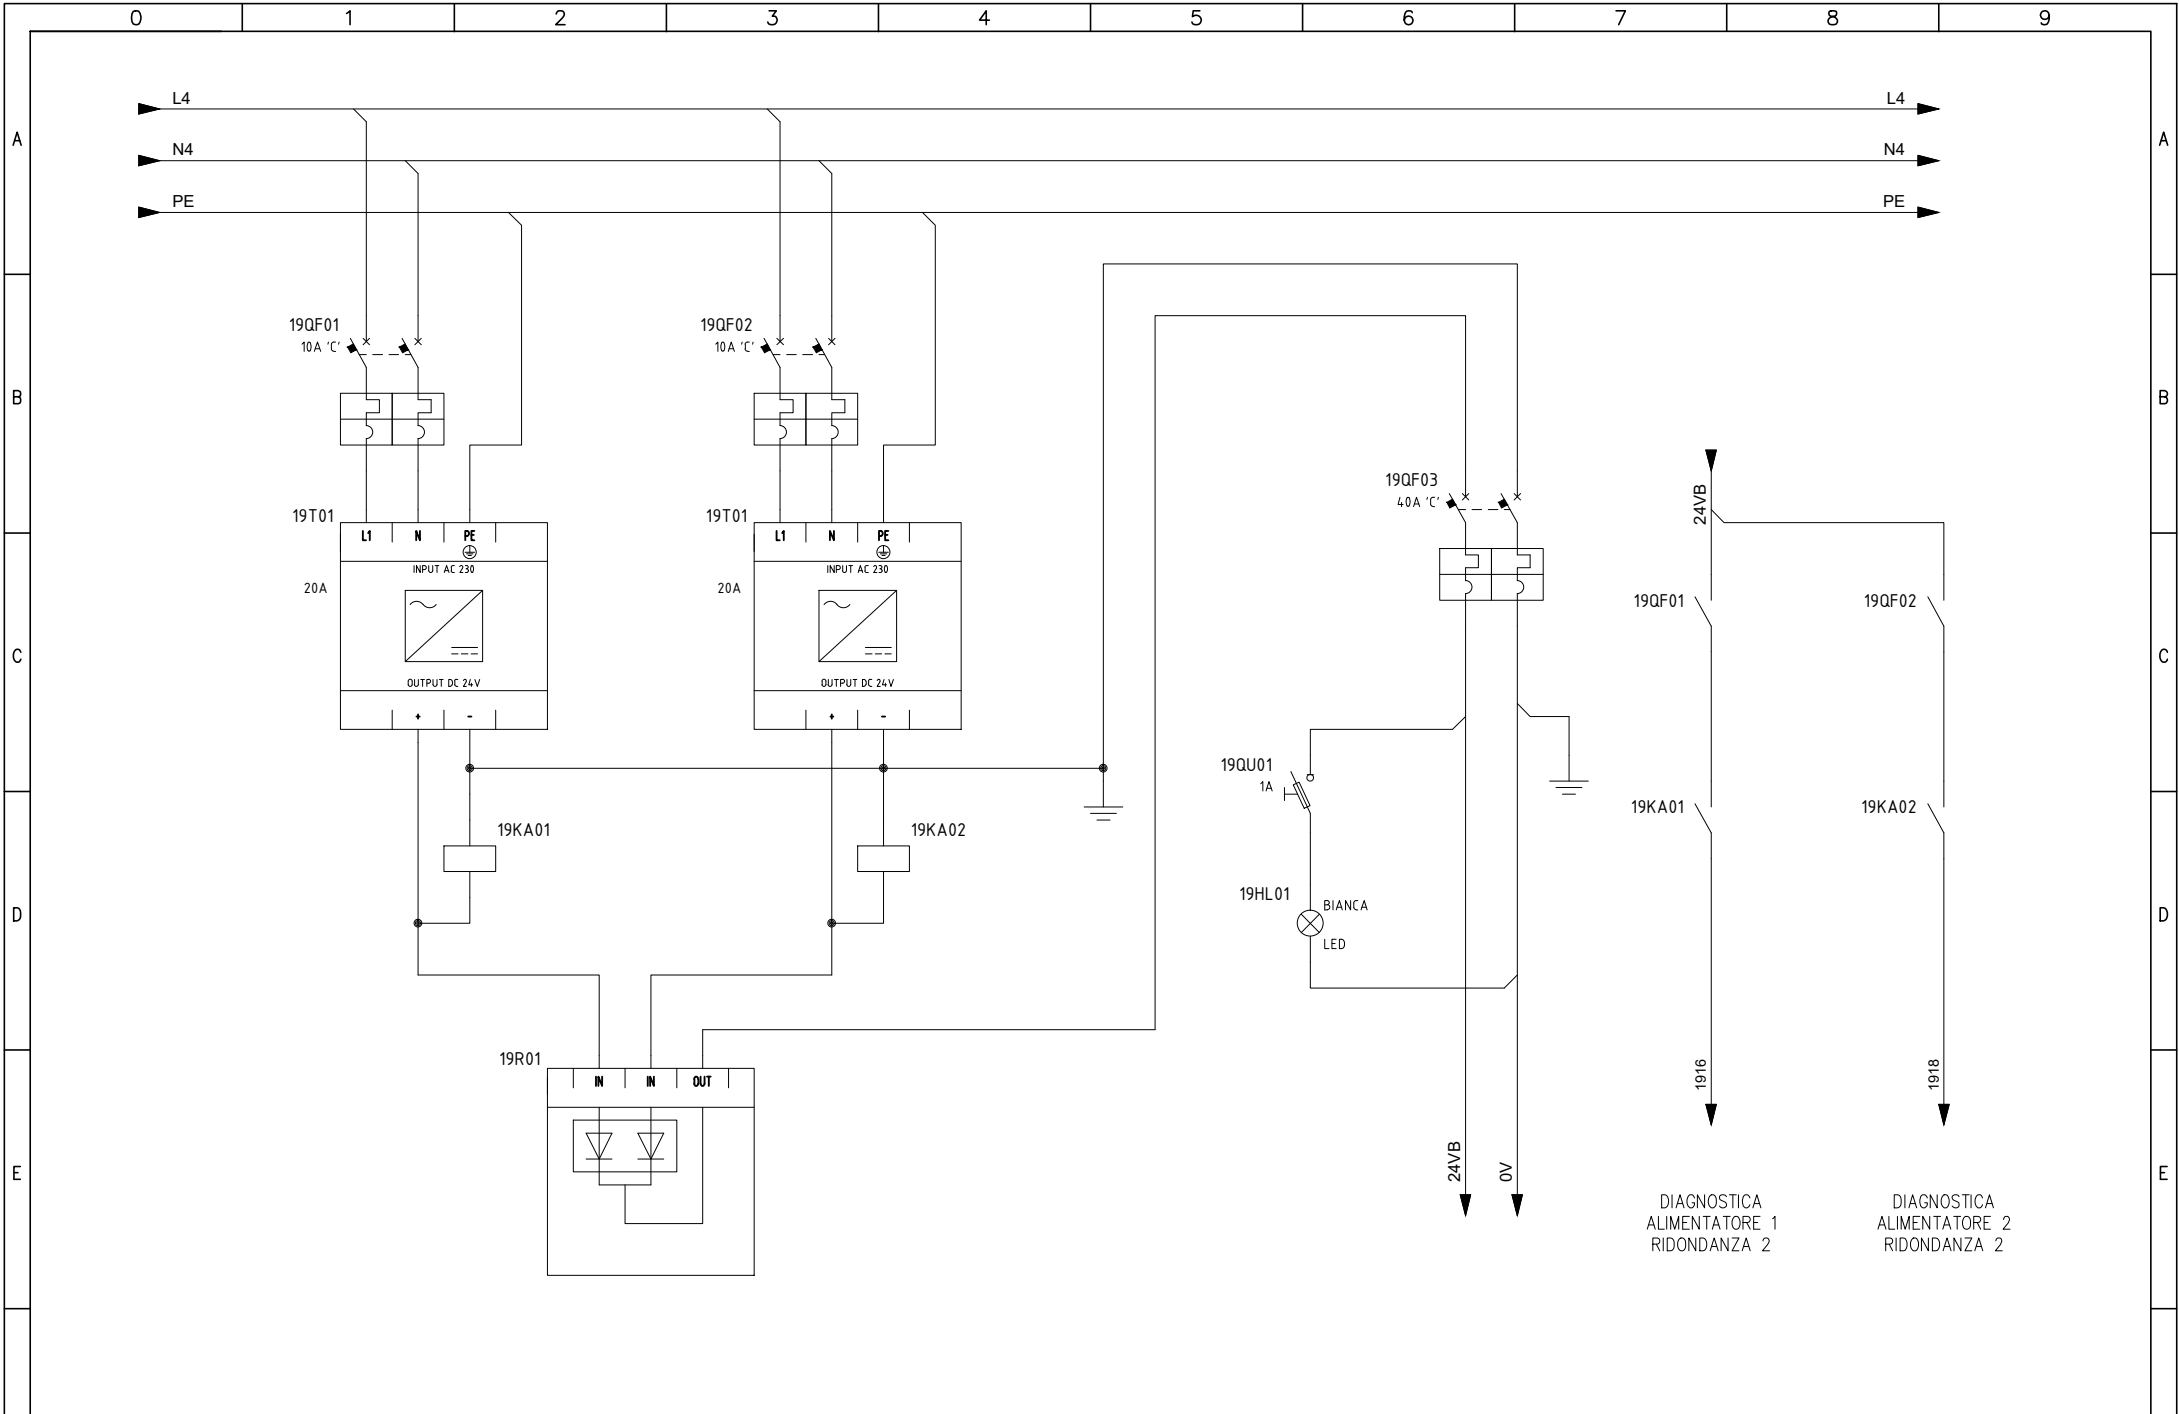 0 1 2 3 4 5 6 7 8 9
L4 L4
A A
N4 N4
PE PE
19QF01
10A 'C'
19QF02
10A 'C'
B B
19QF03
40A 'C'
24VB
19T01
L1 N PE
INPUT AC 230
20A
OUTPUT DC 24V
+ -
19T01
L1 N PE
INPUT AC 230
20A
OUTPUT DC 24V
+ -
19QF01
19QF02
C C
19QU01
1A
19KA01
19KA02
19KA01
19KA02
19HL01
BIANCA
LED
D D
19R01
IN IN OUT
1916
1918
24VB
0V
E E
DIAGNOSTICA
ALIMENTATORE 1
RIDONDANZA 2
DIAGNOSTICA
ALIMENTATORE 2
RIDONDANZA 2